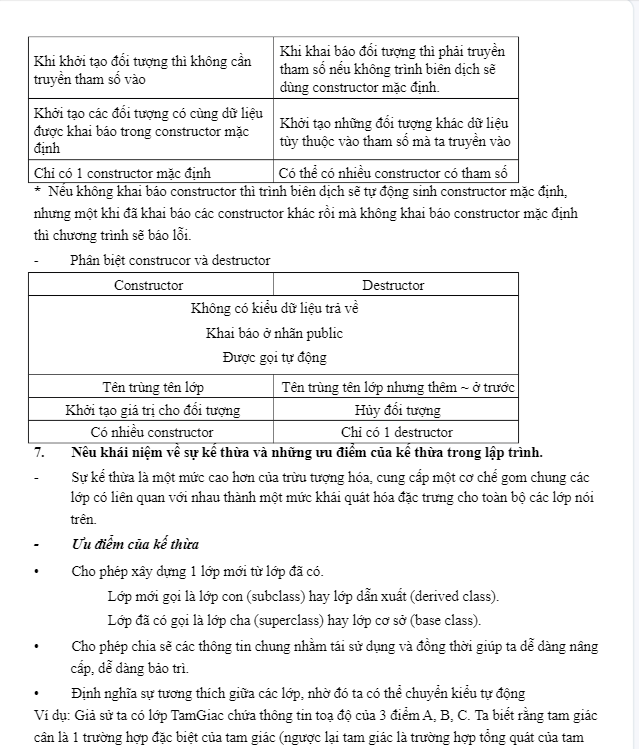 Khi khởi tạo đối tượng thì không cần
truyền tham số vào
Khi khai báo đối tượng thì phải truyền
tham số nếu không trình biên dịch sẽ
dùng constructor mặc định.
Khởi tạo các đối tượng có cùng dữ liệu
được khai báo trong constructor mặc
định
Khởi tạo những đối tượng khác dữ liệu
tùy thuộc vào tham số mà ta truyền vào
Chỉ có 1 constructor mặc định
Có thể có nhiều constructor có tham số
* Nếu không khai báo constructor thì trình biên dịch sẽ tự động sinh constructor mặc định,
nhưng một khi đã khai báo các constructor khác rồi mà không khai báo constructor mặc định
thì chương trình sẽ báo lỗi.
- Phân biệt construcor và destructor
Constructor Destructor
Không có kiểu dữ liệu trả về
Khai báo ở nhãn public
Được gọi tự động
Tên trùng tên lớp Tên trùng tên lớp nhưng thêm ~ ở trước
Khởi tạo giá trị cho đối tượng Hủy đối tượng
Có nhiều constructor Chỉ có 1 destructor
7. Nêu khái niệm về sự kế thừa và những ưu điểm của kế thừa trong lập trình.
- Sự kế thừa là một mức cao hơn của trừu tượng hóa, cung cấp một cơ chế gom chung các
lớp có liên quan với nhau thành một mức khái quát hóa đặc trưng cho toàn bộ các lớp nói
trên.
- Ưu điểm của kế thừa
• Cho phép xây dựng 1 lớp mới từ lớp đã có.
Lớp mới gọi là lớp con (subclass) hay lớp dẫn xuất (derived class).
Lớp đã có gọi là lớp cha (superclass) hay lớp cơ sở (base class).
• Cho phép chia sẽ các thông tin chung nhằm tái sử dụng và đồng thời giúp ta dễ dàng nâng
cấp, dễ dàng bảo trì.
• Định nghĩa sự tương thích giữa các lớp, nhờ đó ta có thể chuyển kiểu tự động
Ví dụ: Giả sử ta có lớp TamGiac chứa thông tin toạ độ của 3 điểm A, B, C. Ta biết rằng tam giác
cân là 1 trường hợp đặc biệt của tam giác (ngược lại tam giác là trường hợp tổng quát của tam